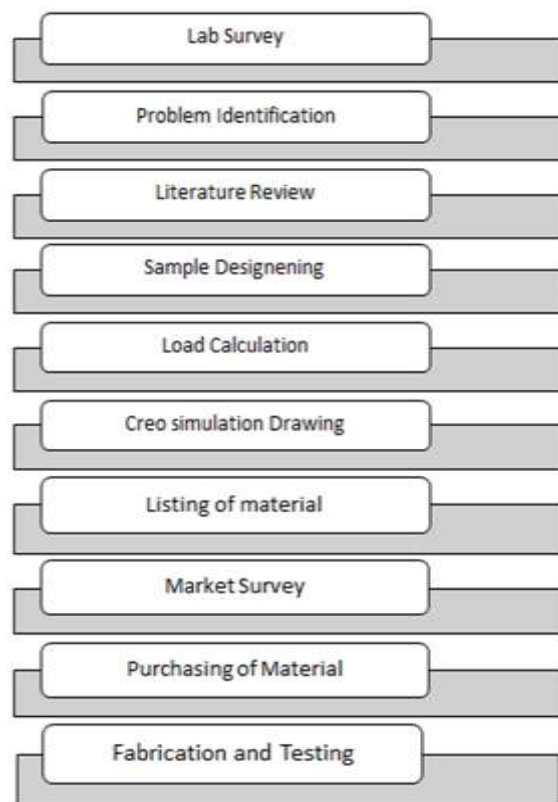 Lab Survey
Problem Identification
Literature Review
Sample Designening
Load Calculation
Creo simulation Drawing
Listing of material
Market Survey
Purchasing of Material
Fabrication and Testing